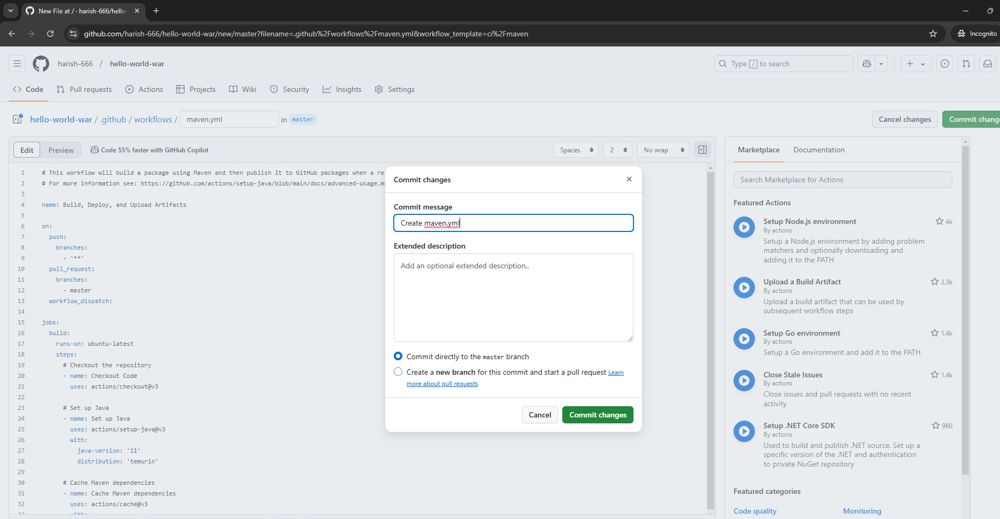 New File at / · harish-666/hello-
github.com/harish-666/hello-world-war/new/master?filename=.github%2Fworkflows%2Fmaven.yml&workflow_template=ci%2Fmaven
Incognito
harish-666 / hello-world-war
Type / to search
Code
Pull requests
Actions
Projects
Wiki
Security
Insights
Settings
hello-world-war / .github / workflows / maven.yml in master
Cancel changes
Commit chang
Edit
Preview
Code 55% faster with GitHub Copilot
Spaces
2
No wrap
1 # This workflow will build a package using Maven and then publish it to GitHub packages when a re
2 # For more information see: https://github.com/actions/setup-java/blob/main/docs/advanced-usage.m
3
4 name: Build, Deploy, and Upload Artifacts
5
6 on:
7 push:
8 branches:
9 - '**'
10 pull_request:
11 branches:
12 - master
13 workflow_dispatch:
14
15 jobs:
16 build:
17 runs-on: ubuntu-latest
18 steps:
19 # Checkout the repository
20 - name: Checkout Code
21 uses: actions/checkout@v3
22
23 # Set up Java
24 - name: Set up Java
25 uses: actions/setup-java@v3
26 with:
27 java-version: '11'
28 distribution: 'temurin'
29
30 # Cache Maven dependencies
31 - name: Cache Maven dependencies
32 uses: actions/cache@v3
33 with:
Commit changes
Commit message
Create maven.yml
Extended description
Add an optional extended description..
Commit directly to the master branch
Create a new branch for this commit and start a pull request Learn
more about pull requests
Cancel
Commit changes
Marketplace
Documentation
Search Marketplace for Actions
Featured Actions
Setup Node.js environment
4k
By actions
Setup a Node.js environment by adding problem
matchers and optionally downloading and
adding it to the PATH
Upload a Build Artifact
3.3k
By actions
Upload a build artifact that can be used by
subsequent workflow steps
Setup Go environment
1.4k
By actions
Setup a Go environment and add it to the PATH
Close Stale Issues
1.4k
By actions
Close issues and pull requests with no recent
activity
Setup .NET Core SDK
960
By actions
Used to build and publish .NET source. Set up a
specific version of the .NET and authentication
to private NuGet repository
Featured categories
Code quality
Monitoring